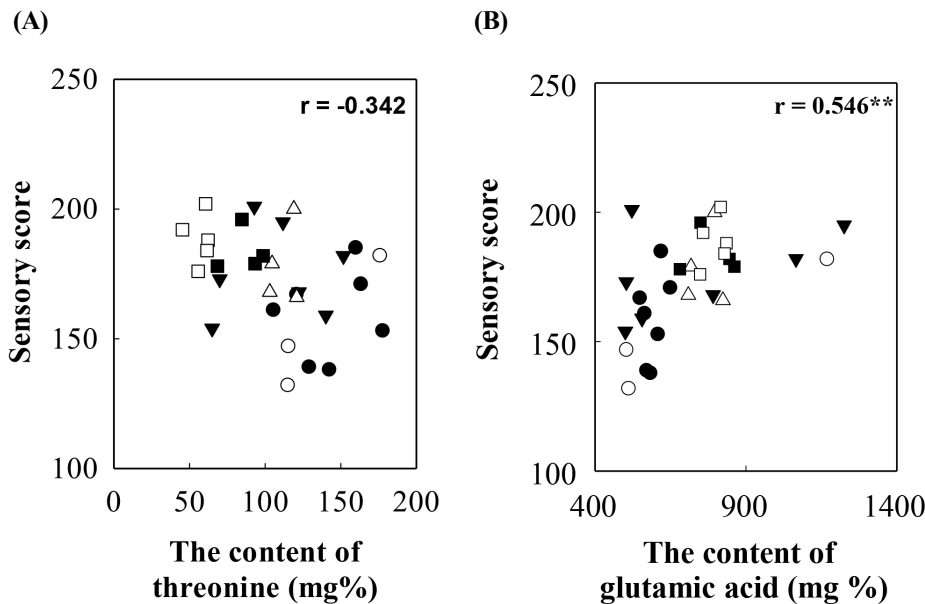 (A)
r = -0.342
Sensory score
250
200
150
100
0
50
100
150
200
The content of
threonine (mg%)
(B)
r = 0.546**
Sensory score
250
200
150
100
400
900
1400
The content of
glutamic acid (mg %)